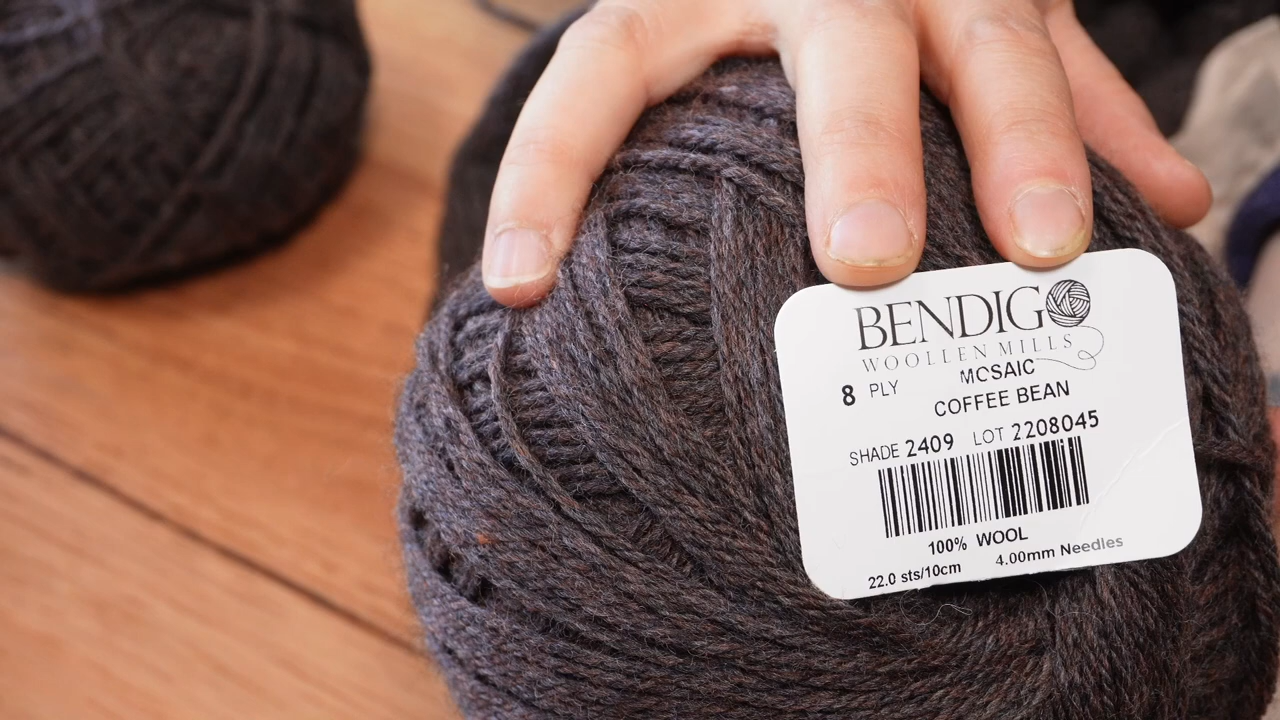 BENDIGO
WOOLLEN MILLS
8 PLY MOSAIC
COFFEE BEAN
SHADE 2409 LOT 2208045
100% WOOL
22.0 sts/10cm 4.00mm Needles